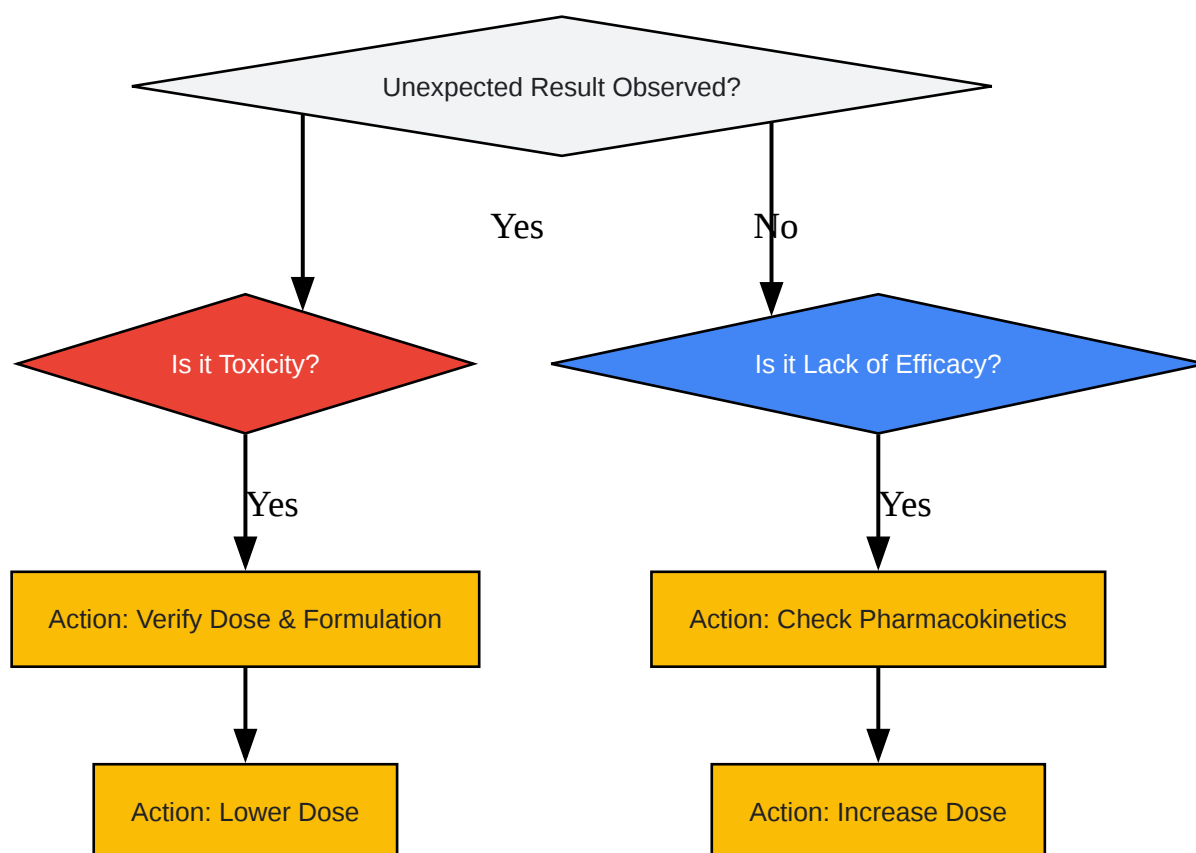 Unexpected Result Observed?
Yes
No
Is it Toxicity?
Is it Lack of Efficacy?
Yes
Yes
Action: Verify Dose & Formulation
Action: Check Pharmacokinetics
Action: Lower Dose
Action: Increase Dose